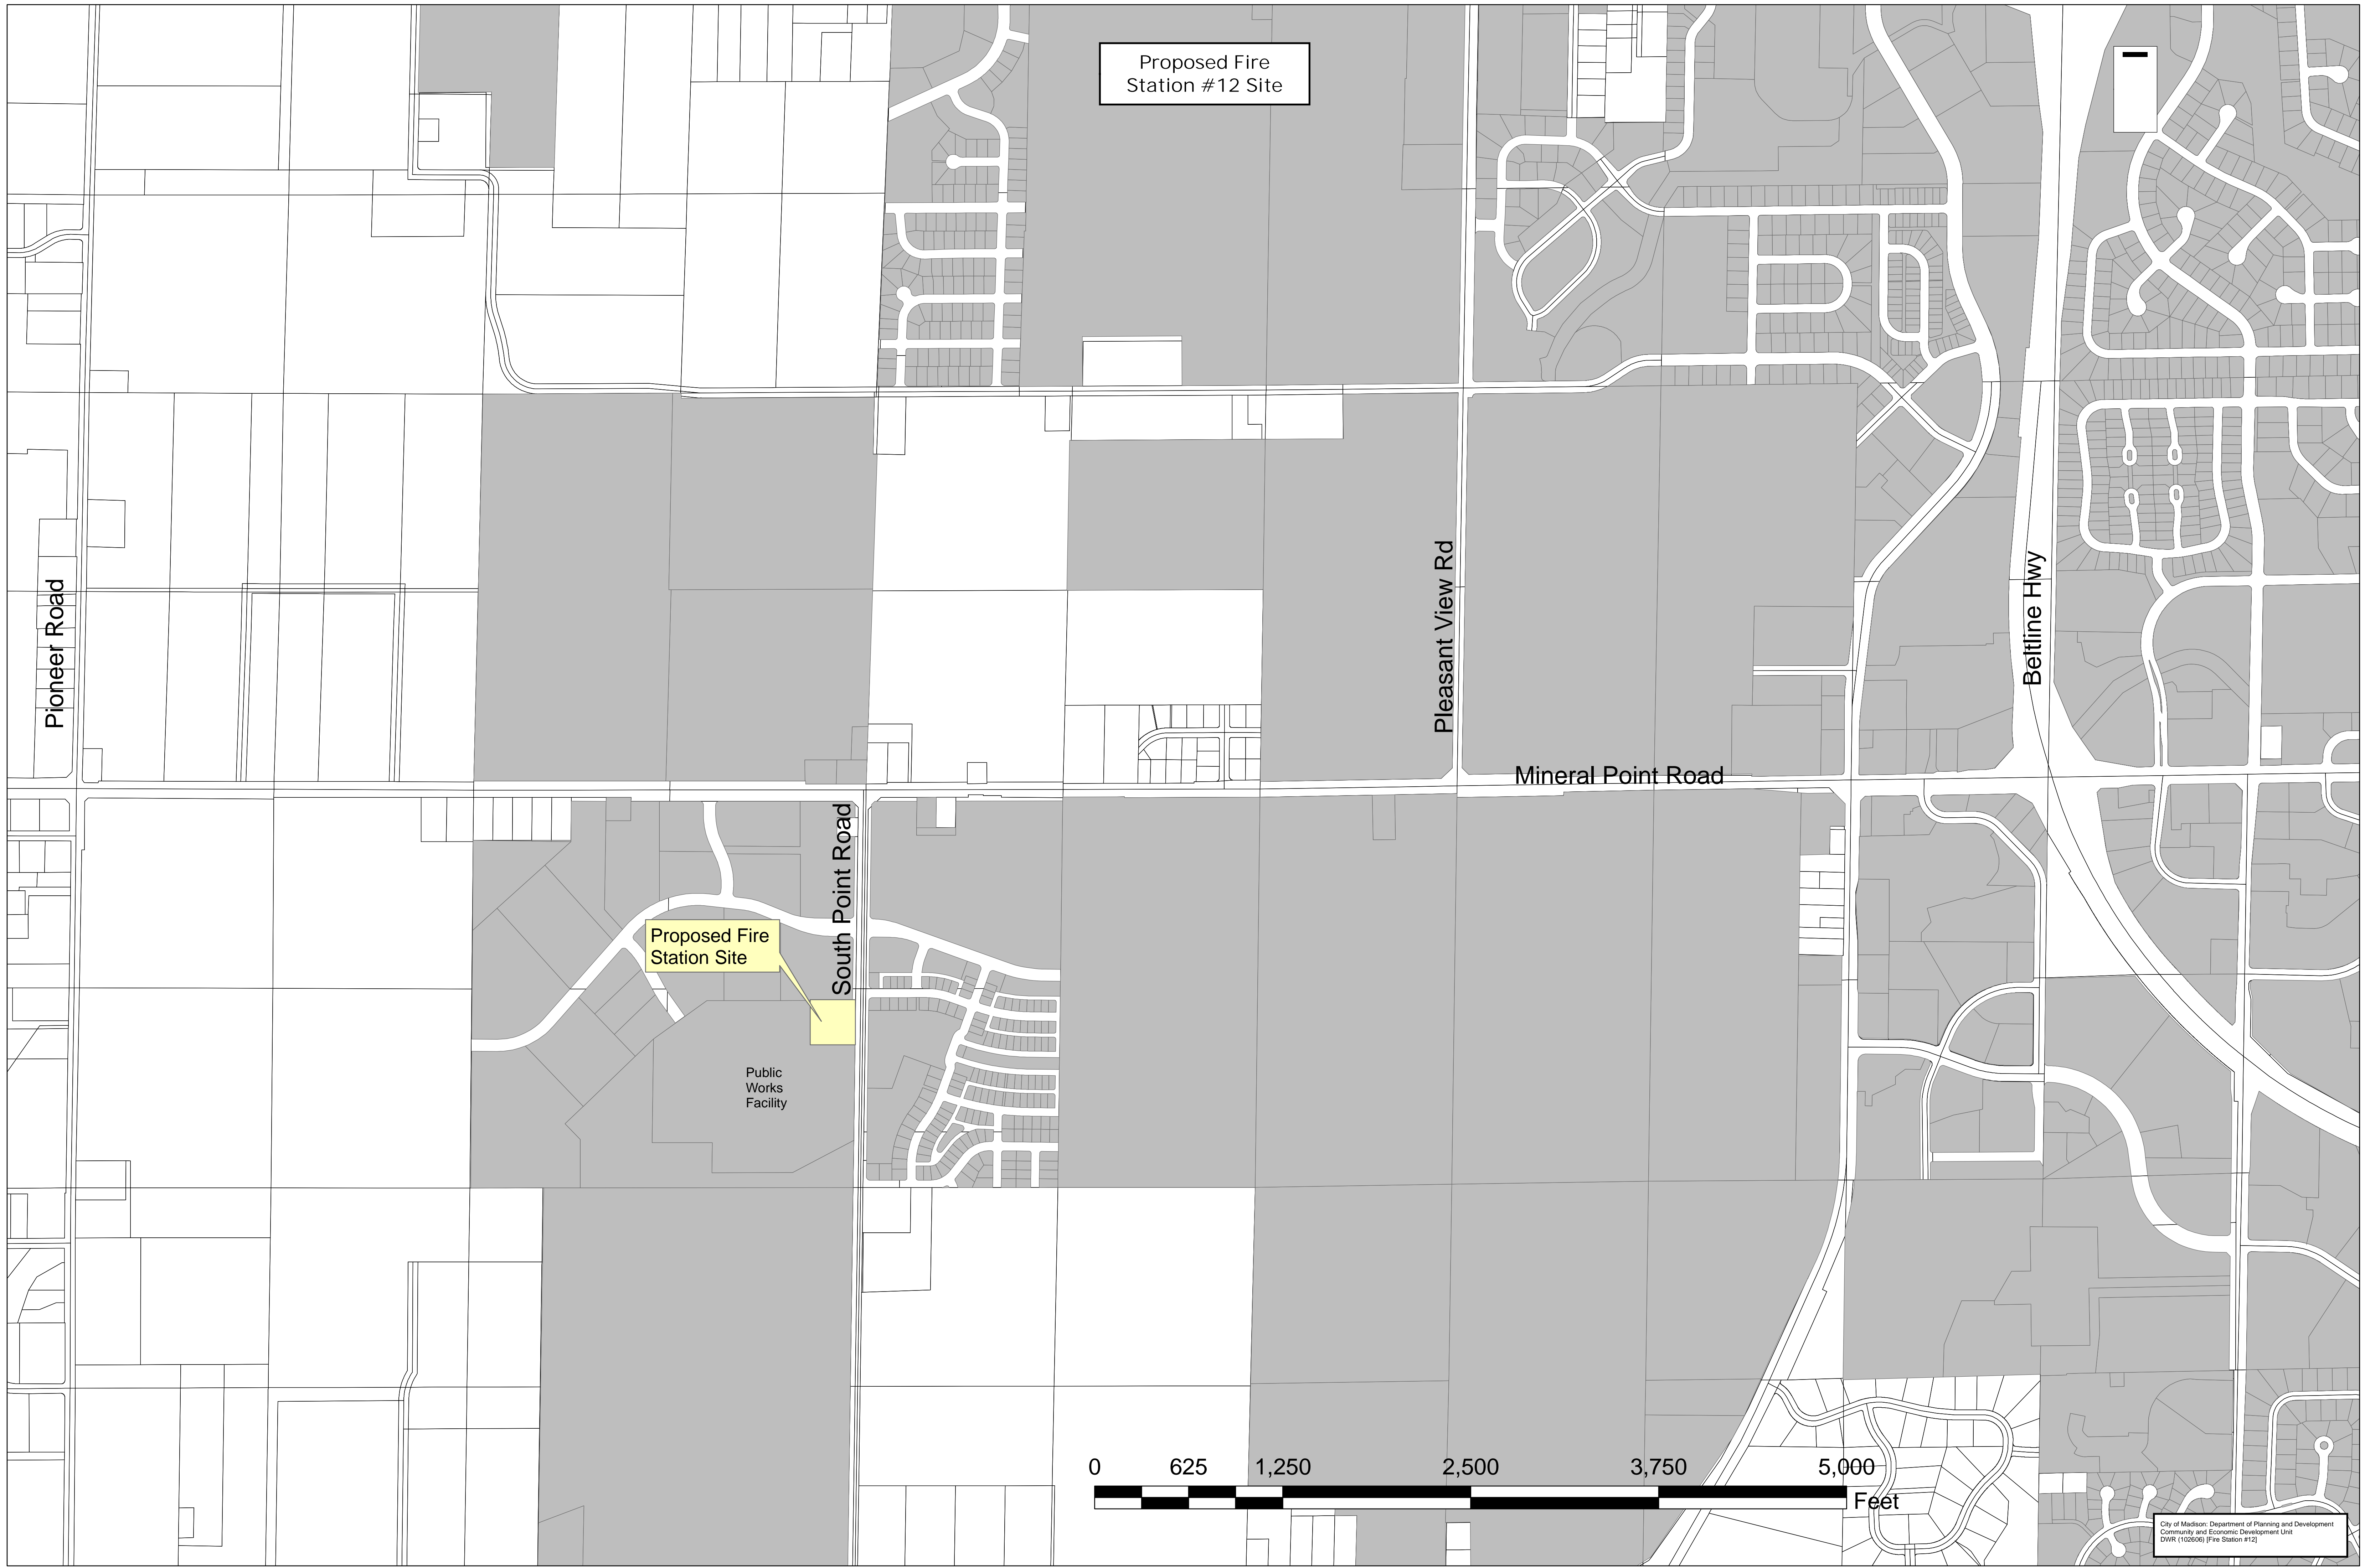 Proposed Fire
Station #12 Site
Pioneer Road
Pleasant View Rd
Beltline Hwy
Mineral Point Road
South Point Road
Proposed Fire
Station Site
Public
Works
Facility
0 625 1,250 2,500 3,750 5,000
Feet
City of Madison: Department of Planning and Development
Community and Economic Development Unit
DWR (102606) [Fire Station #12]